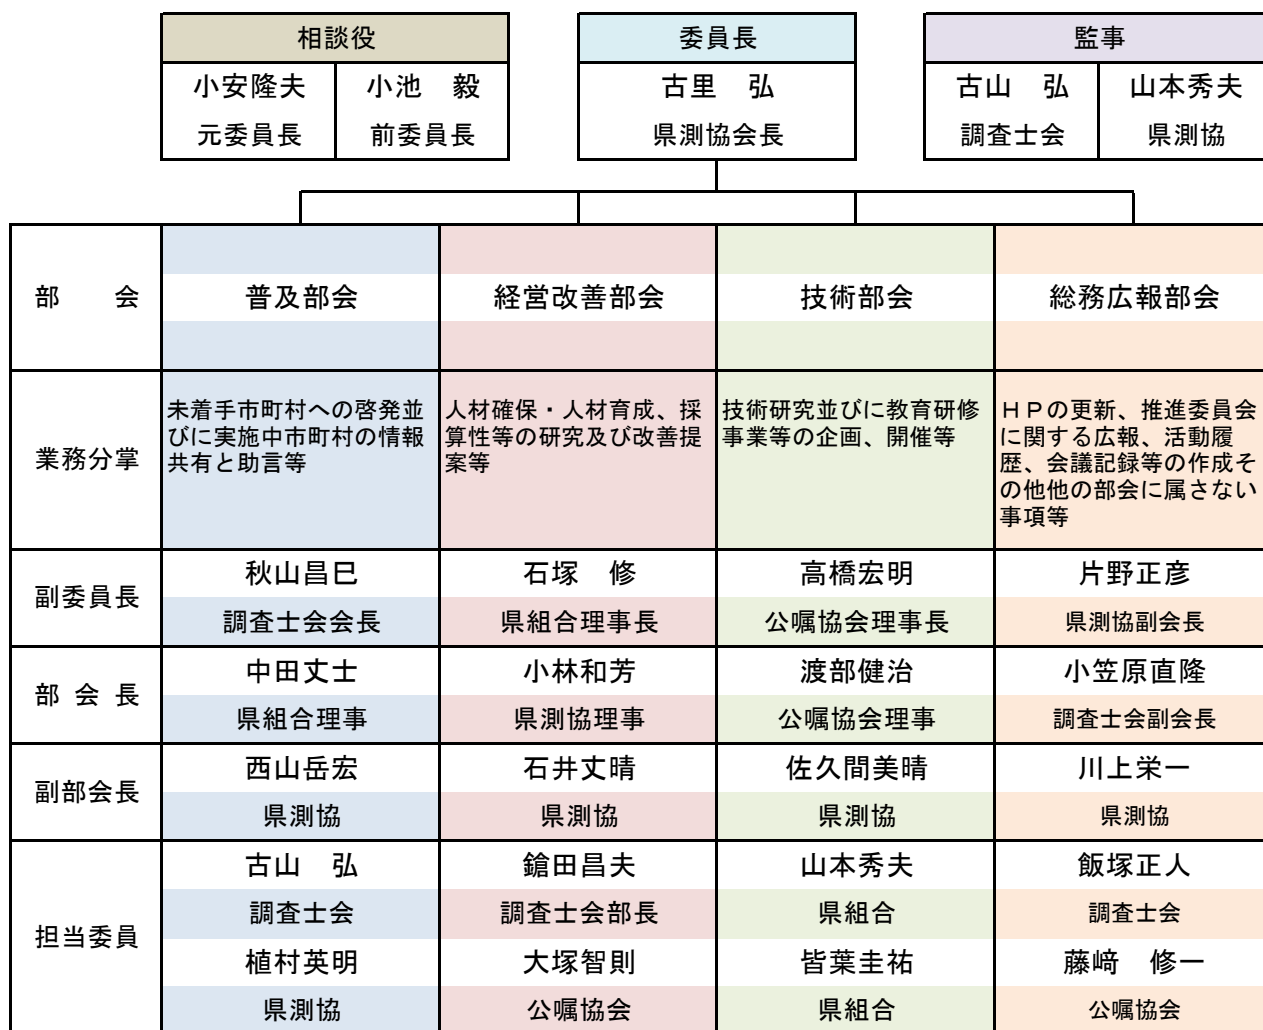 相談役
委員長
監事
小安隆夫
小池　毅
古里　弘
古山　弘
山本秀夫
元委員長
前委員長
県測協会長
調査士会
県測協
部　　会
普及部会
経営改善部会
技術部会
総務広報部会
業務分掌
未着手市町村への啓発並
びに実施中市町村の情報
共有と助言等
人材確保・人材育成、採
算性等の研究及び改善提
案等
技術研究並びに教育研修
事業等の企画、開催等
ＨＰの更新、推進委員会
に関する広報、活動履
歴、会議記録等の作成そ
の他他の部会に属さない
事項等
副委員長
秋山昌巳
石塚　修
高橋宏明
片野正彦
調査士会会長
県組合理事長
公嘱協会理事長
県測協副会長
部 会 長
中田丈士
小林和芳
渡部健治
小笠原直隆
県組合理事
県測協理事
公嘱協会理事
調査士会副会長
副部会長
西山岳宏
石井丈晴
佐久間美晴
川上栄一
県測協
県測協
県測協
県測協
担当委員
古山　弘
鎗田昌夫
山本秀夫
飯塚正人
調査士会
調査士会部長
県組合
調査士会
植村英明
大塚智則
皆葉圭祐
藤﨑　修一
県測協
公嘱協会
県組合
公嘱協会